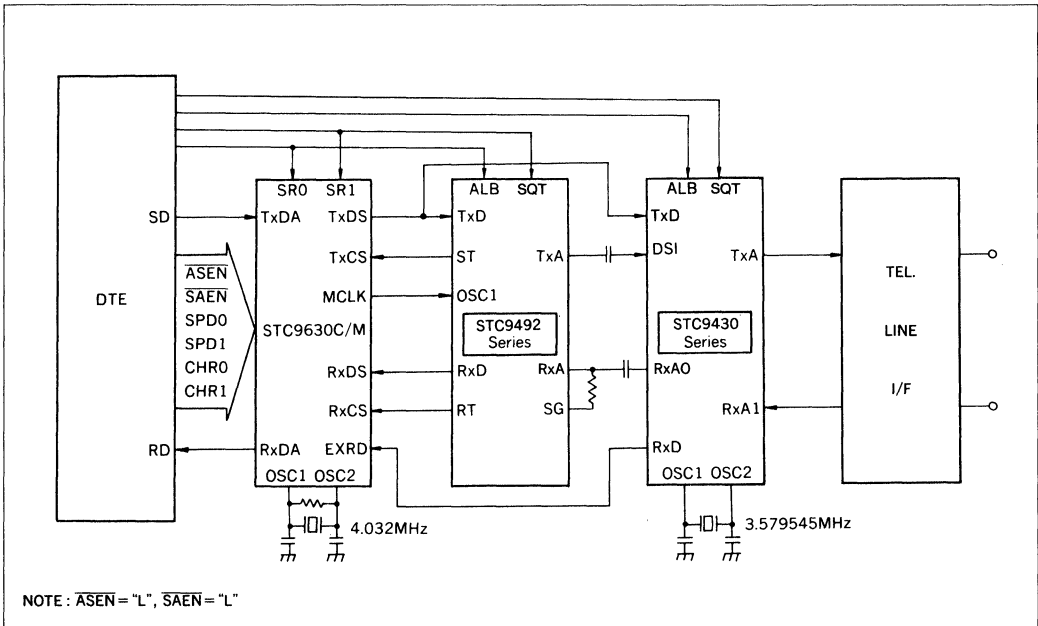 SR0 SR1
ALB SQT
ALB SQT
SD
TxDA
TxDS
TxD
TxD
TxCS
ST
TxA
DSI
TxA
DTE
ASEN
SAEN
SPD0
SPD1
CHR0
CHR1
STC9630C/M
MCLK
OSC1
STC9492
Series
STC9430
Series
TEL.
LINE
I/F
RxDS
RxD
RxA
RxA0
RxCS
RT
SG
RxA1
RD
RxDA
EXRD
RxD
OSC1 OSC2
OSC1 OSC2
4.032MHz
3.579545MHz
NOTE : A̅S̅E̅N̅ = “L”, S̅A̅E̅N̅ = “L”